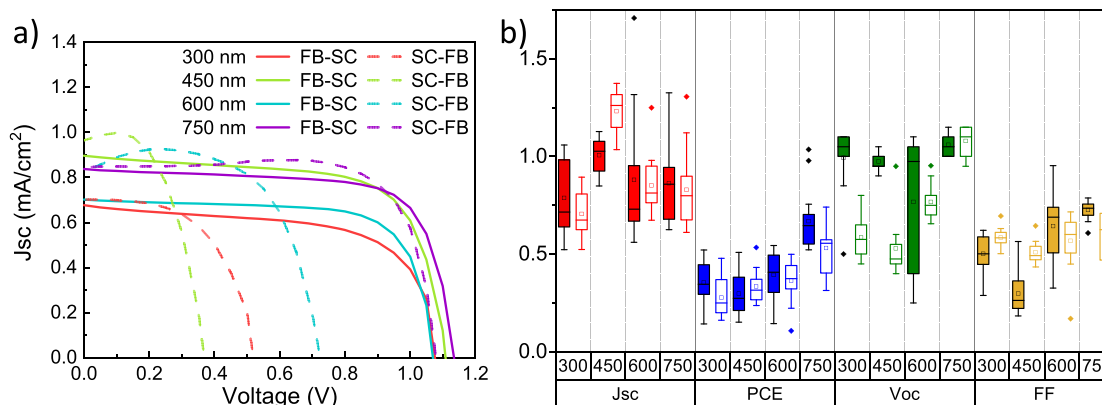 a)
300 nm FB-SC SC-FB
450 nm FB-SC SC-FB
600 nm FB-SC SC-FB
750 nm FB-SC SC-FB
Jsc (mA/cm²)
1.4
1.2
1.0
0.8
0.6
0.4
0.2
0.0
0.0 0.2 0.4 0.6 0.8 1.0
Voltage (V)
b)
1.5
1.0
0.5
0.0
300 450 600 750 300 450 600 750 300 450 600 750 300 450 600 75
Jsc PCE Voc FF